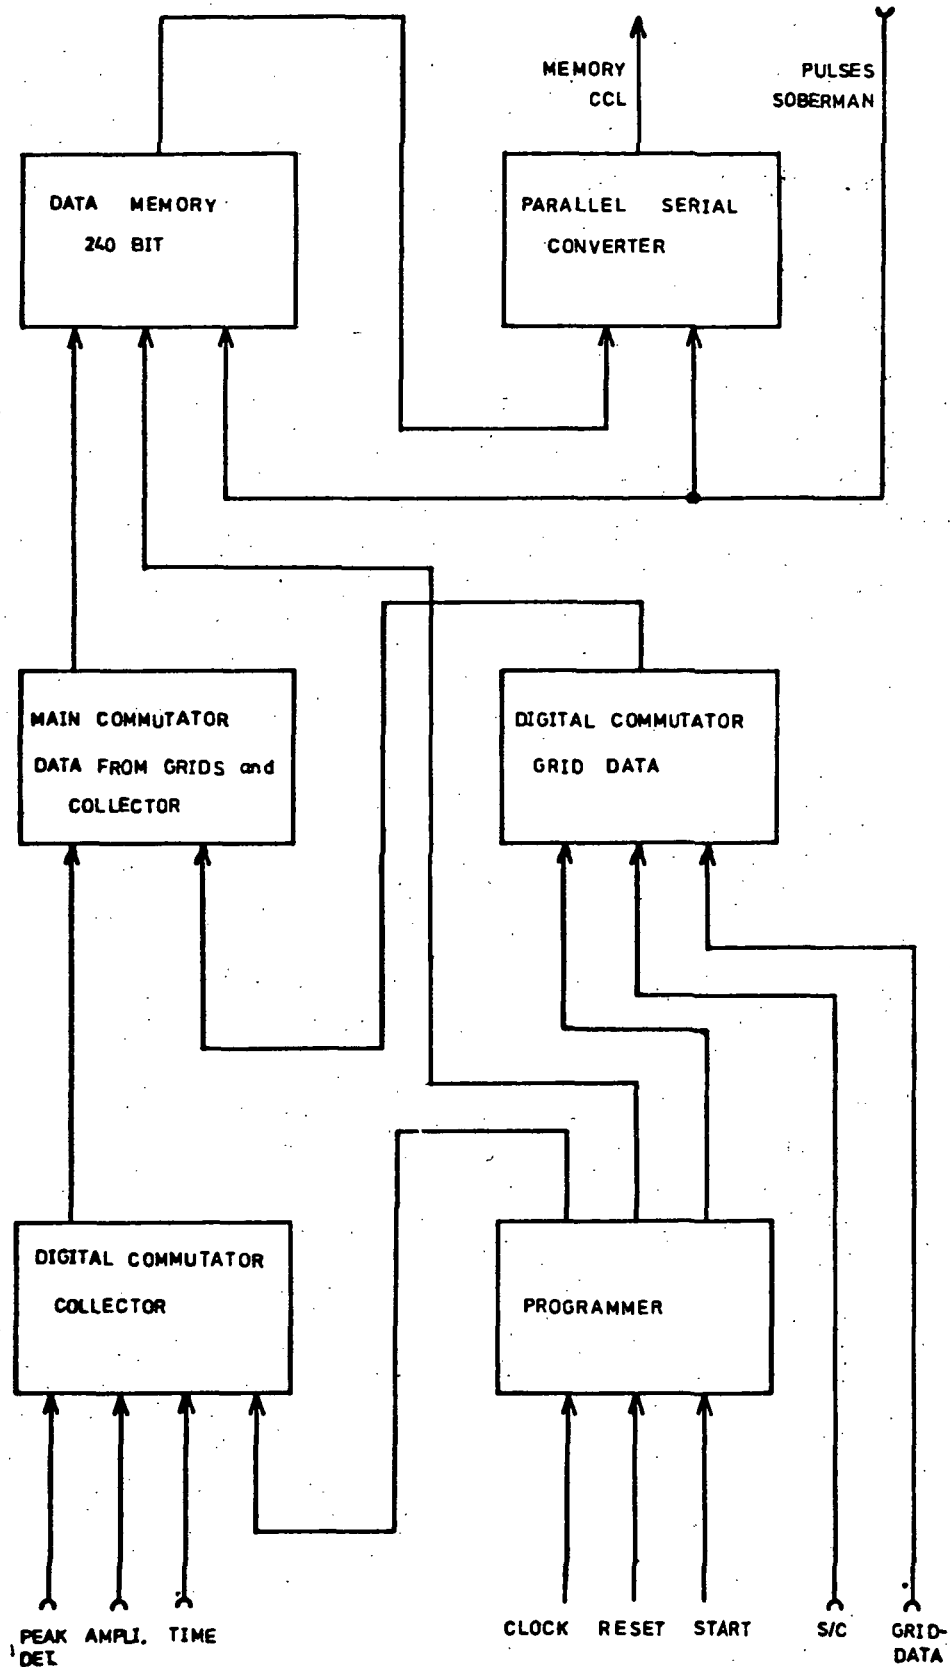 MEMORY
CCL
PULSES
SOBERMAN
DATA MEMORY
240 BIT
PARALLEL SERIAL
CONVERTER
MAIN COMMUTATOR
DATA FROM GRIDS and
COLLECTOR
DIGITAL COMMUTATOR
GRID DATA
DIGITAL COMMUTATOR
COLLECTOR
PROGRAMMER
PEAK
DET.
AMPLI.
TIME
CLOCK
RESET
START
S/C
GRID-
DATA